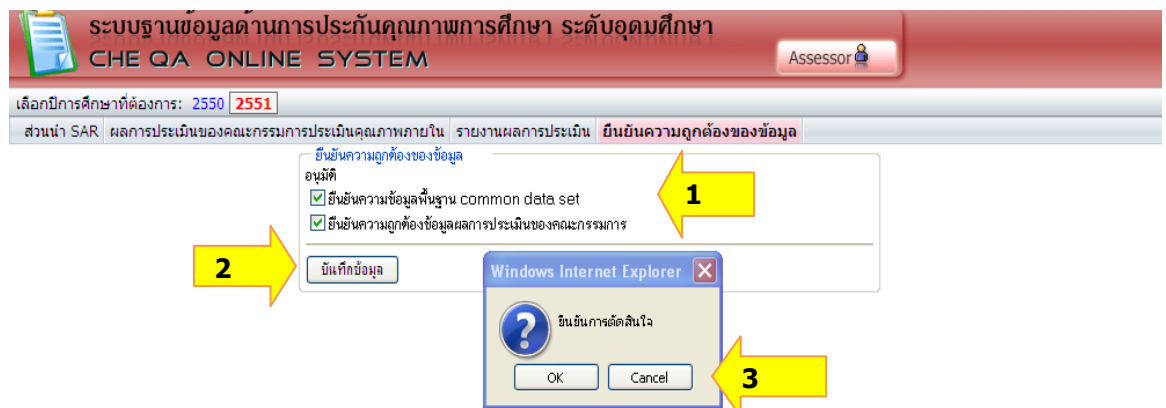 ระบบฐานข้อมูลด้านการประกันคุณภาพการศึกษา ระดับอุดมศึกษา
CHE QA ONLINE SYSTEM
Assessor
เลือกปีการศึกษาที่ต้องการ: 2550 2551
ส่วนนำ SAR ผลการประเมินของคณะกรรมการประเมินคุณภาพภายใน รายงานผลการประเมิน ยืนยันความถูกต้องของข้อมูล
ยืนยันความถูกต้องของข้อมูล
อนุมัติ
ยืนยันความข้อมูลพื้นฐาน common data set
1
ยืนยันความถูกต้องข้อมูลผลการประเมินของคณะกรรมการ
2
บันทึกข้อมูล
Windows Internet Explorer
ยืนยันการตัดสินใจ
OK Cancel
3